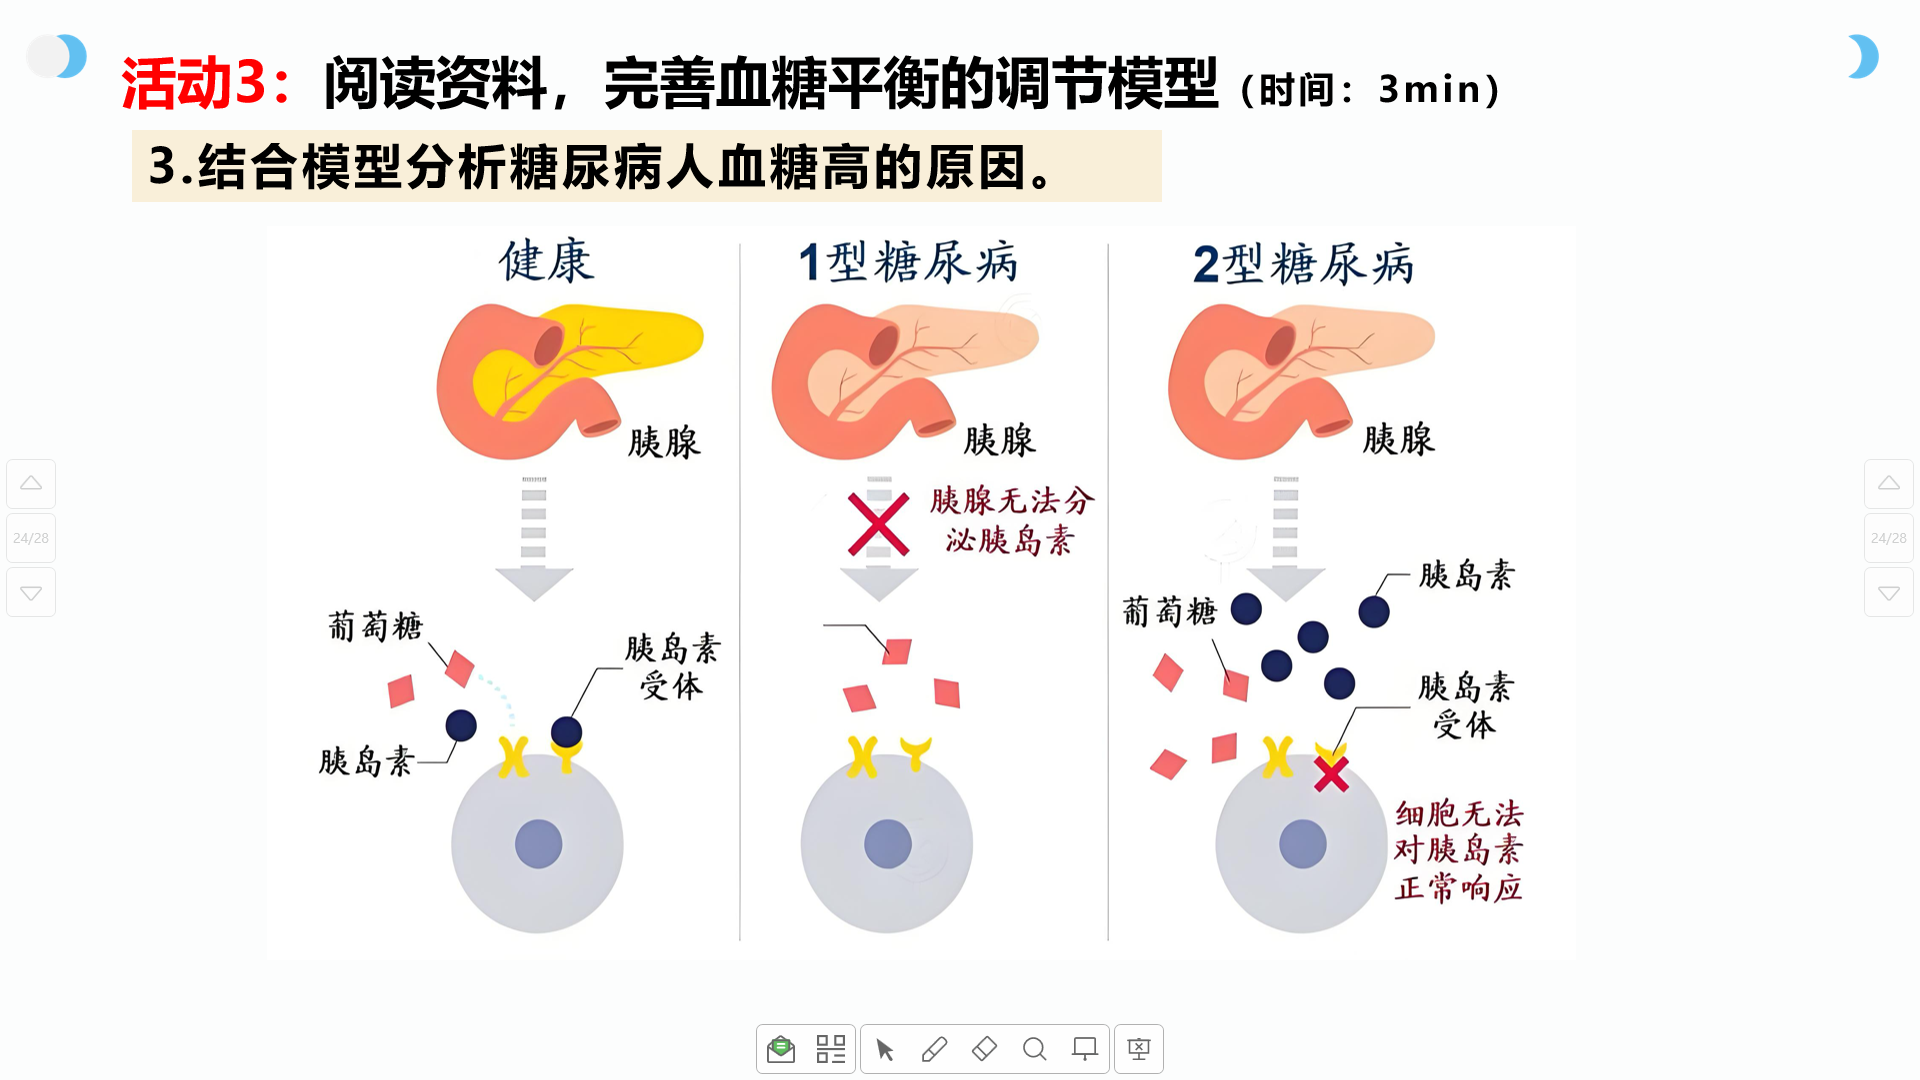 活动3：阅读资料，完善血糖平衡的调节模型（时间：3min）
3.结合模型分析糖尿病人血糖高的原因。
健康
胰腺
葡萄糖
胰岛素
受体
胰岛素
1型糖尿病
胰腺
胰腺无法分
泌胰岛素
2型糖尿病
胰腺
胰岛素
葡萄糖
胰岛素
受体
细胞无法
对胰岛素
正常响应
24/28
24/28